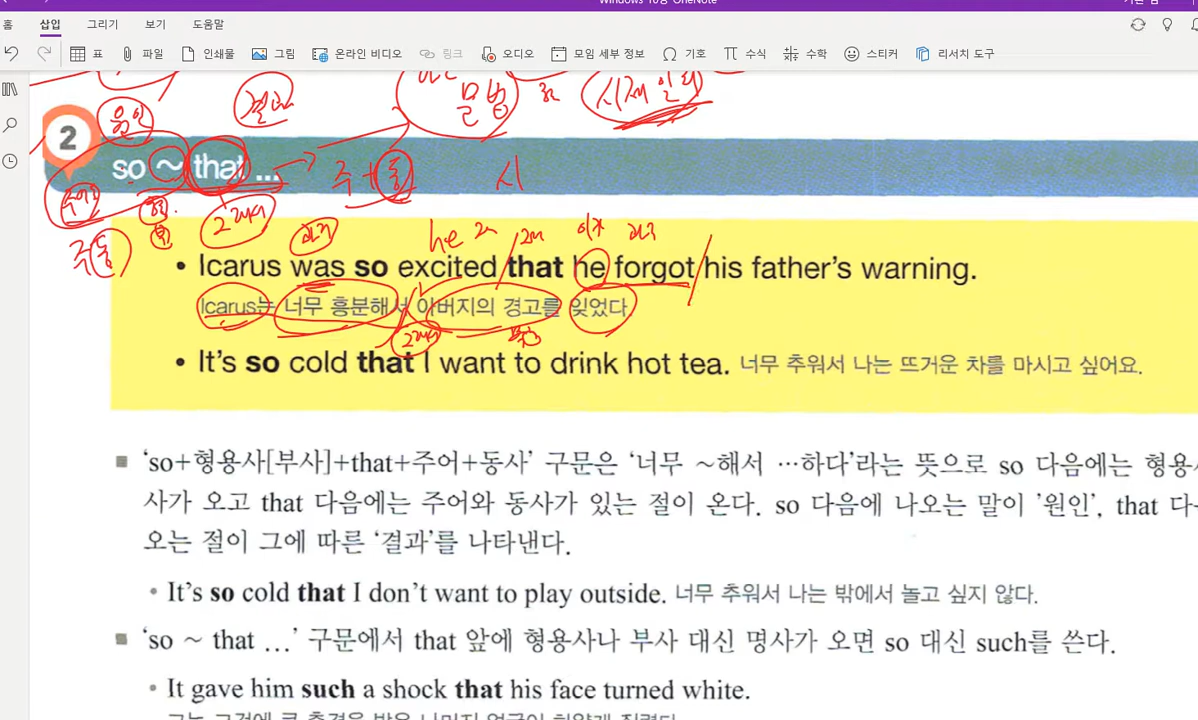 Windows 10용 OneNote
홈 삽입 그리기 보기 도움말
표 파일 인쇄물 그림 온라인 비디오 링크 오디오 모임 세부 정보 기호 수식 수학 스티커 리서치 도구
문법 시제 일치
원인 결과
2 so ~ that ... 주+동 시
주어
주동 형 부 그래서 과거 he
• Icarus was so excited that he forgot his father's warning.
Icarus는 너무 흥분해서 아버지의 경고를 잊었다
그래서
• It's so cold that I want to drink hot tea. 너무 추워서 나는 뜨거운 차를 마시고 싶어요.
■ ‘so+형용사[부사]+that+주어+동사’ 구문은 ‘너무 ~해서 …하다’라는 뜻으로 so 다음에는 형용
사가 오고 that 다음에는 주어와 동사가 있는 절이 온다. so 다음에 나오는 말이 '원인’, that 다
오는 절이 그에 따른 ‘결과’를 나타낸다.
• It's so cold that I don't want to play outside. 너무 추워서 나는 밖에서 놀고 싶지 않다.
■ ‘so ~ that …’ 구문에서 that 앞에 형용사나 부사 대신 명사가 오면 so 대신 such를 쓴다.
• It gave him such a shock that his face turned white.